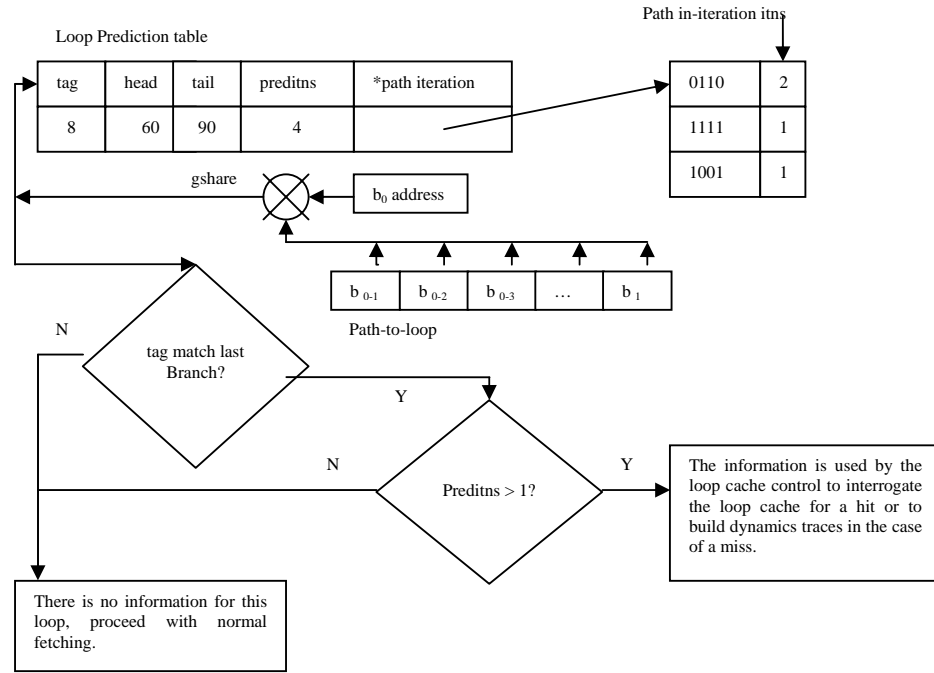 Path in-iteration itns
Loop Prediction table
tag head tail preditns *path iteration
8 60 90 4
0110 2
1111 1
1001 1
gshare
b0 address
b 0-1 b 0-2 b 0-3 … b 1
Path-to-loop
N
tag match last
Branch?
Y
N
Y
Preditns > 1?
The information is used by the
loop cache control to interrogate
the loop cache for a hit or to
build dynamics traces in the case
of a miss.
There is no information for this
loop, proceed with normal
fetching.